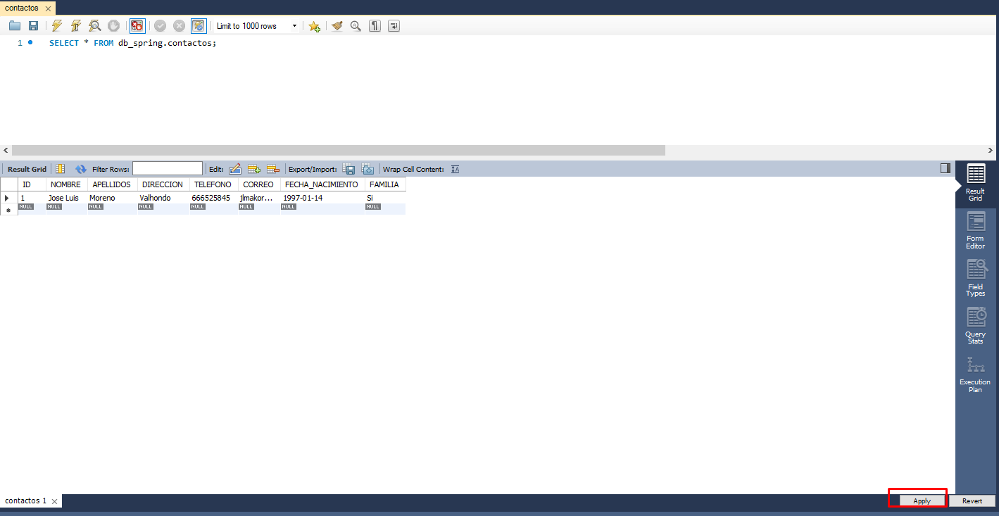 contactos
Limit to 1000 rows
1 SELECT * FROM db_spring.contactos;
Result Grid Filter Rows: Edit: Export/Import: Wrap Cell Content: IA
ID NOMBRE APELLIDOS DIRECCION TELEFONO CORREO FECHA_NACIMIENTO FAMILIA
1 Jose Luis Moreno Valhondo 666525845 jlmakor... 1997-01-14 Si
NULL NULL NULL NULL NULL NULL NULL NULL
Result
Grid
Form
Editor
Field
Types
Query
Stats
Execution
Plan
contactos 1 Apply Revert